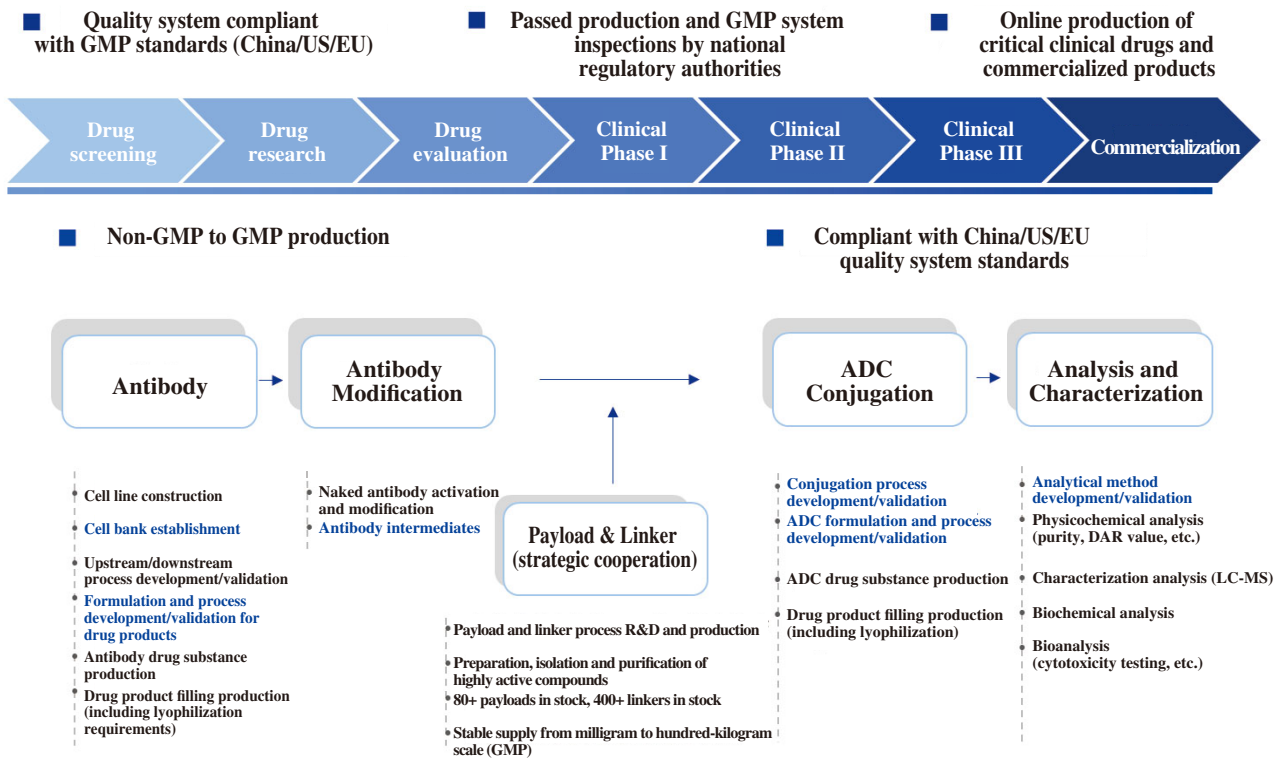 Quality system compliant
with GMP standards (China/US/EU)
Passed production and GMP system
inspections by national
regulatory authorities
Online production of
critical clinical drugs and
commercialized products
Drug
screening
Drug
research
Drug
evaluation
Clinical
Phase I
Clinical
Phase II
Clinical
Phase III
Commercialization
Non-GMP to GMP production
Compliant with China/US/EU
quality system standards
Antibody
Antibody
Modification
ADC
Conjugation
Analysis and
Characterization
Cell line construction
Cell bank establishment
Upstream/downstream
process development/validation
Formulation and process
development/validation for
drug products
Antibody drug substance
production
Drug product filling production
(including lyophilization
requirements)
Naked antibody activation
and modification
Antibody intermediates
Payload & Linker
(strategic cooperation)
Payload and linker process R&D and production
Preparation, isolation and purification of
highly active compounds
80+ payloads in stock, 400+ linkers in stock
Stable supply from milligram to hundred-kilogram
scale (GMP)
Conjugation process
development/validation
ADC formulation and process
development/validation
ADC drug substance production
Drug product filling production
(including lyophilization)
Analytical method
development/validation
Physicochemical analysis
(purity, DAR value, etc.)
Characterization analysis (LC-MS)
Biochemical analysis
Bioanalysis
(cytotoxicity testing, etc.)